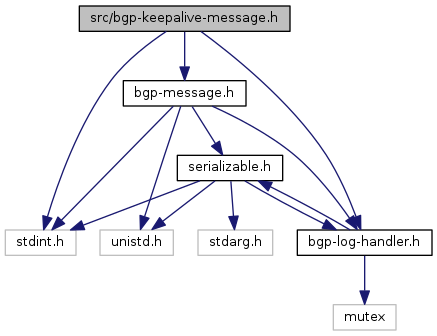 src/bgp-keepalive-message.h
bgp-message.h
serializable.h
stdint.h
unistd.h
stdarg.h
bgp-log-handler.h
mutex